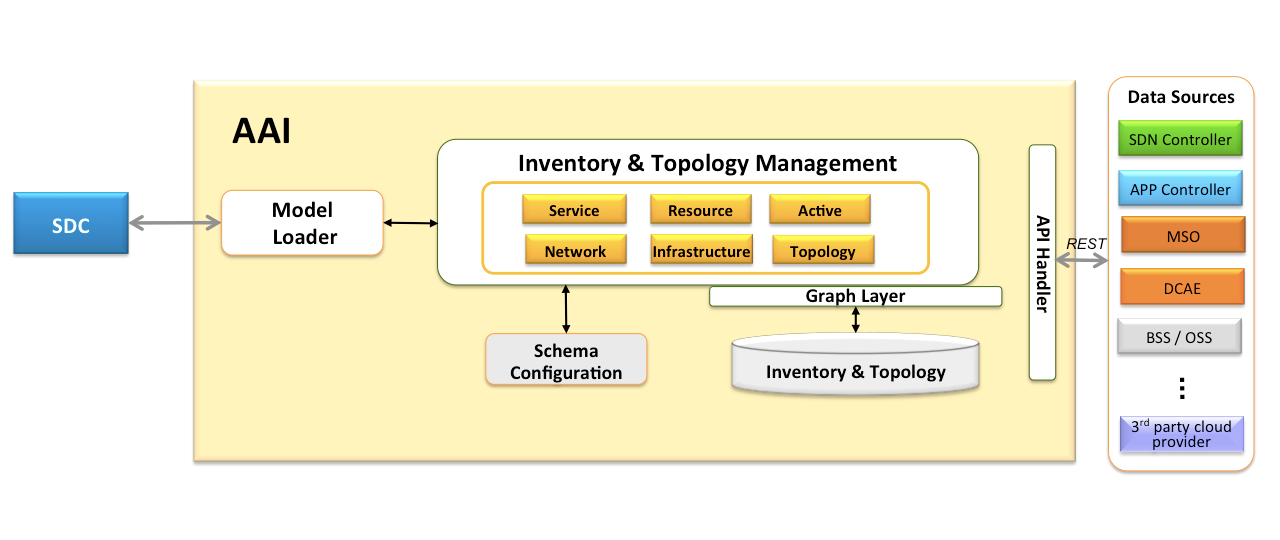 AAI
SDC
Model
Loader
Inventory & Topology Management
Service
Resource
Active
Network
Infrastructure
Topology
Graph Layer
Schema
Configuration
Inventory & Topology
API Handler
REST
Data Sources
SDN Controller
APP Controller
MSO
DCAE
BSS / OSS
⋮
3rd party cloud
provider